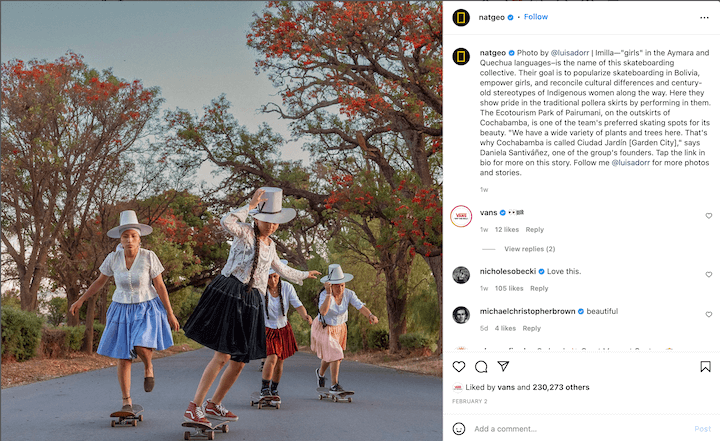 natgeo • Follow
natgeo Photo by @luisadorr | Imilla—"girls" in the Aymara and
Quechua languages–is the name of this skateboarding
collective. Their goal is to popularize skateboarding in Bolivia,
empower girls, and reconcile cultural differences and century-
old stereotypes of Indigenous women along the way. Here they
show pride in the traditional pollera skirts by performing in them.
The Ecotourism Park of Pairumani, on the outskirts of
Cochabamba, is one of the team's preferred skating spots for its
beauty. "We have a wide variety of plants and trees here. That's
why Cochabamba is called Ciudad Jardín [Garden City]," says
Daniela Santiváñez, one of the group's founders. Tap the link in
bio for more on this story. Follow me @luisadorr for more photos
and stories.
1w
VANS
vans
1w 12 likes Reply
View replies (2)
nicholesobecki Love this.
1w 105 likes Reply
michaelchristopherbrown beautiful
5d 4 likes Reply
Liked by vans and 230,273 others
FEBRUARY 2
Add a comment...
Post